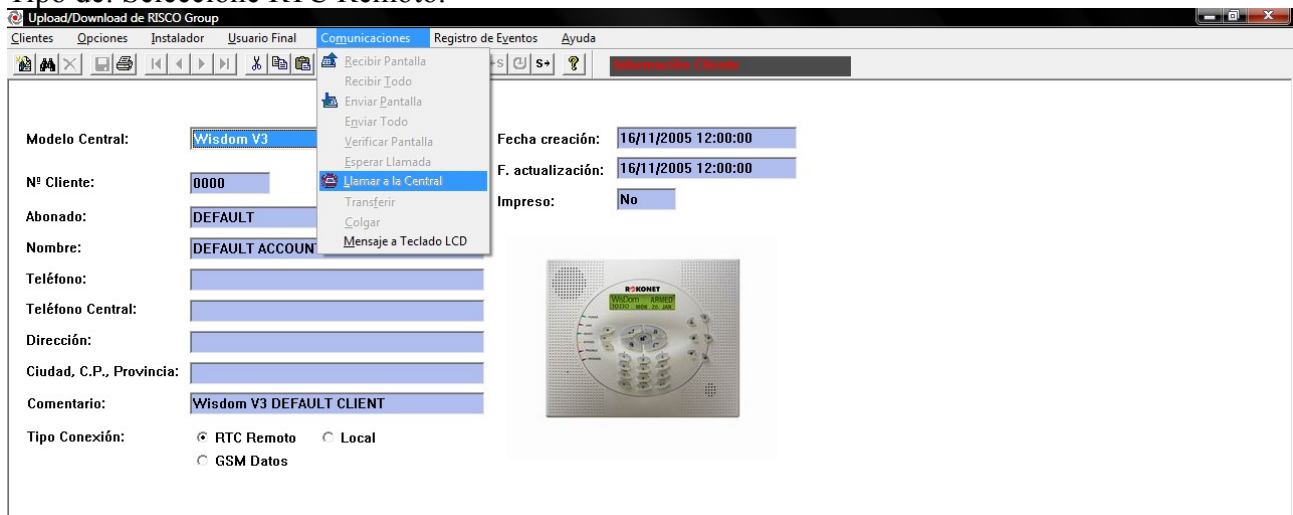 Tipo de: Seleccione RTC Remoto.
Upload/Download de RISCO Group
Clientes Opciones Instalador Usuario Final Comunicaciones Registro de Eventos Ayuda
Información Cliente
Recibir Pantalla
Recibir Todo
Enviar Pantalla
Enviar Todo
Verificar Pantalla
Esperar Llamada
Llamar a la Central
Transferir
Colgar
Mensaje a Teclado LCD
Modelo Central: Wisdom V3
Nº Cliente: 0000
Abonado: DEFAULT
Nombre: DEFAULT ACCOUNT
Teléfono:
Teléfono Central:
Dirección:
Ciudad, C.P., Provincia:
Comentario: Wisdom V3 DEFAULT CLIENT
Tipo Conexión: RTC Remoto Local
GSM Datos
Fecha creación: 16/11/2005 12:00:00
F. actualización: 16/11/2005 12:00:00
Impreso: No
ROKONET
WisDom ARMED